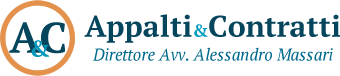 A&C
Appalti&Contratti
Direttore Avv. Alessandro Massari